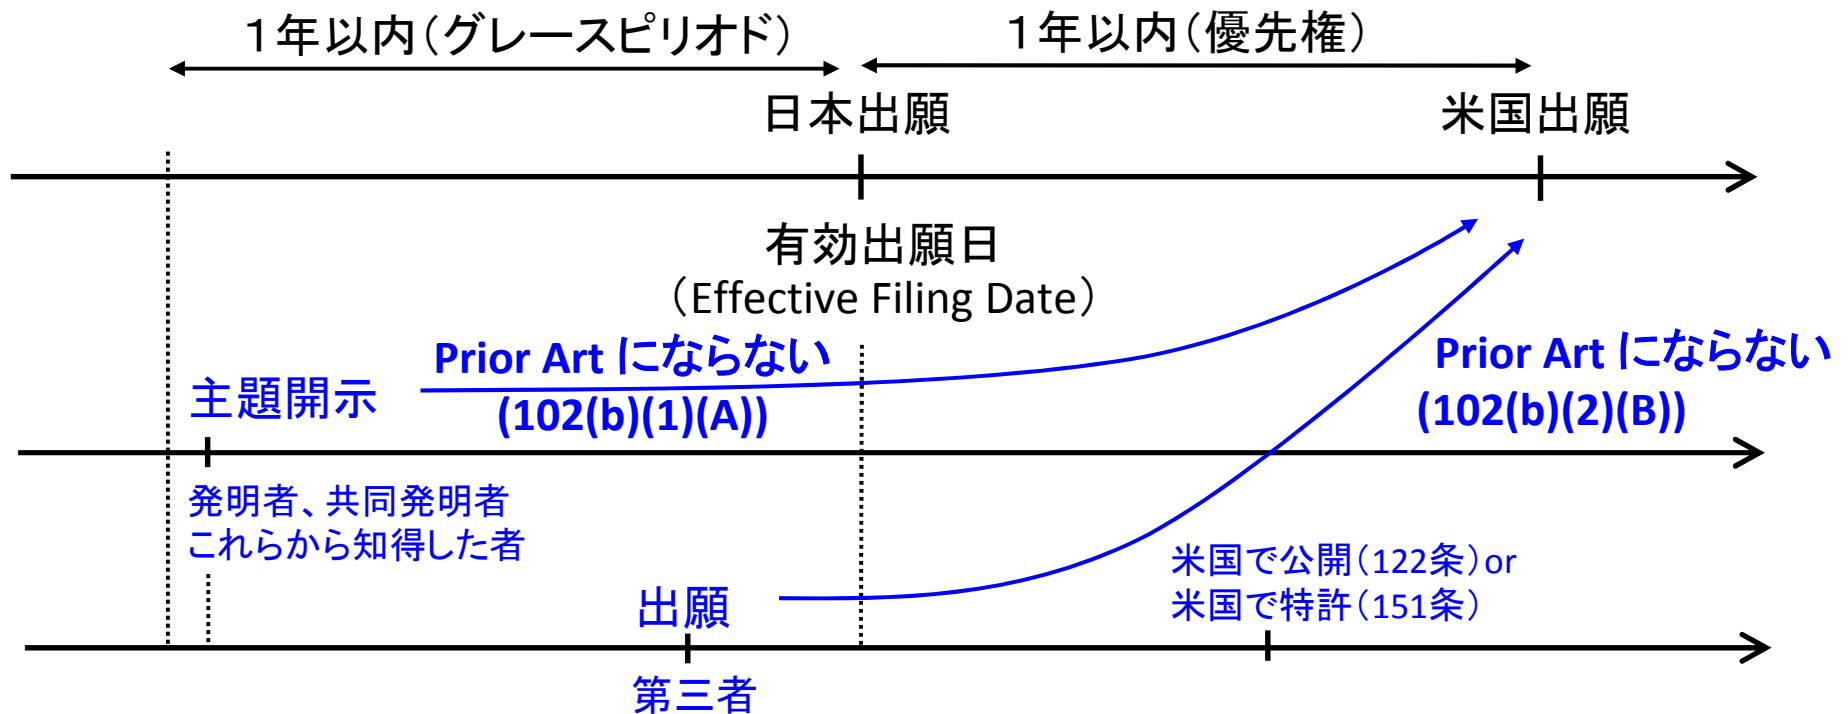 1年以内（グレースピリオド）
1年以内（優先権）
日本出願
米国出願
有効出願日
（Effective Filing Date）
Prior Art にならない
(102(b)(1)(A))
Prior Art にならない
(102(b)(2)(B))
主題開示
発明者、共同発明者
これらから知得した者
米国で公開（122条）or
米国で特許（151条）
出願
第三者